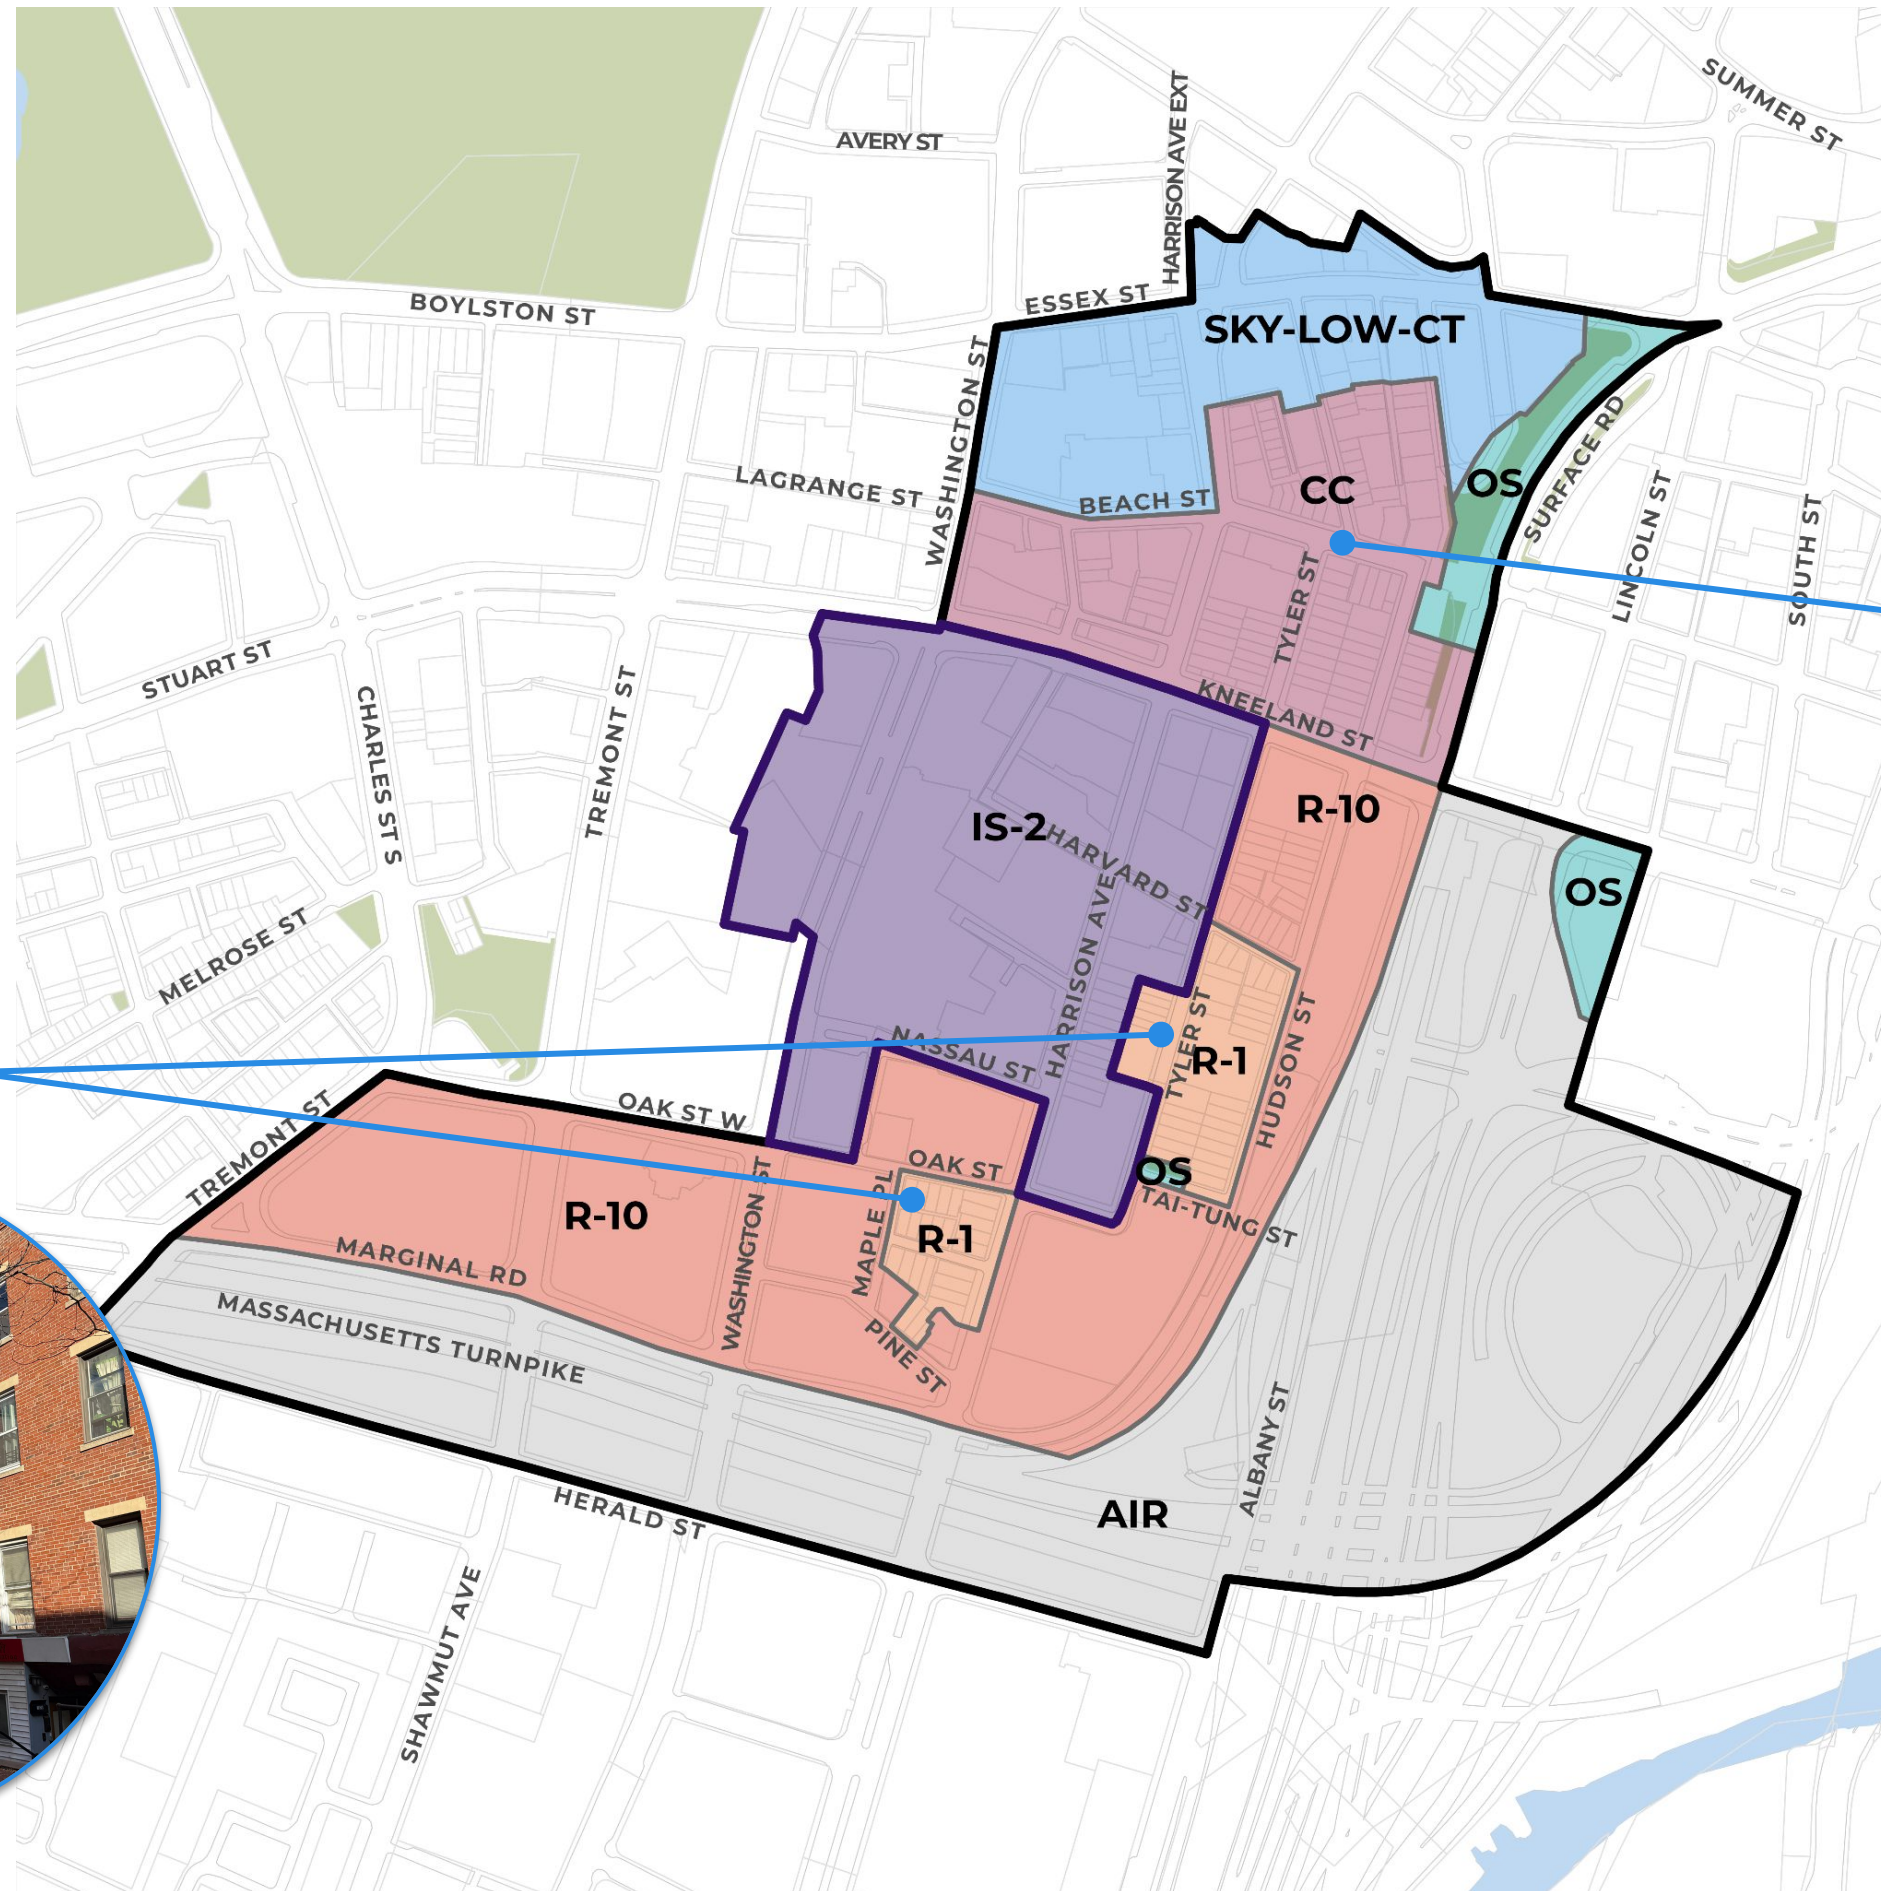 SUMMER ST
AVERY ST
HARRISON AVE EXT
BOYLSTON ST
ESSEX ST
SKY-LOW-CT
WASHINGTON ST
SURFACE RD
LAGRANGE ST
BEACH ST
CC
OS
LINCOLN ST
SOUTH ST
TYLER ST
STUART ST
CHARLES ST S
TREMONT ST
KNEELAND ST
IS-2
R-10
HARVARD ST
OS
MELROSE ST
HARRISON AVE
NASSAU ST
TYLER ST
R-1
HUDSON ST
OAK ST W
TREMONT ST
OAK ST
OS
TAI-TUNG ST
R-10
WASHINGTON ST
MAPLE PL
R-1
MARGINAL RD
MASSACHUSETTS TURNPIKE
PINE ST
ALBANY ST
HERALD ST
AIR
SHAWMUT AVE